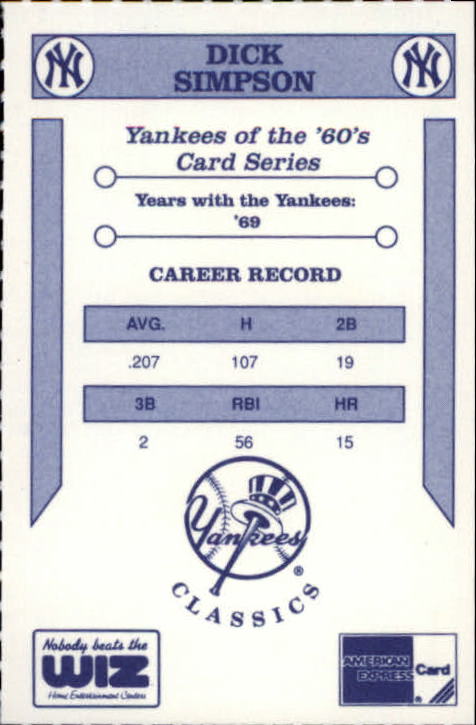 NY
DICK
SIMPSON
NY
Yankees of the '60's
Card Series
Years with the Yankees:
'69
CAREER RECORD
AVG. H 2B
.207 107 19
3B RBI HR
2 56 15
Yankees
®
CLASSICS
Nobody beats the
WIZ
Home Entertainment Centers
AMERICAN
EXPRESS
®
Card